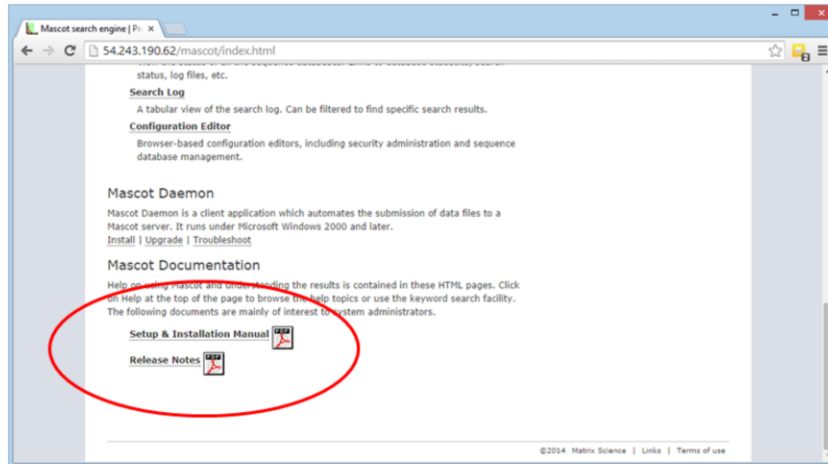 Mascot search engine | P
54.243.190.62/mascot/index.html
2
status, log files, etc.
Search Log
A tabular view of the search log. Can be filtered to find specific search results.
Configuration Editor
Browser-based configuration editors, including security administration and sequence
database management.
Mascot Daemon
Mascot Daemon is a client application which automates the submission of data files to a
Mascot server. It runs under Microsoft Windows 2000 and later.
Install | Upgrade | Troubleshoot
Mascot Documentation
Help on using Mascot and understanding the results is contained in these HTML pages. Click
on Help at the top of the page to browse the help topics or use the keyword search facility.
The following documents are mainly of interest to system administrators.
Setup & Installation Manual PDF
Release Notes PDF
©2014 Matrix Science | Links | Terms of use